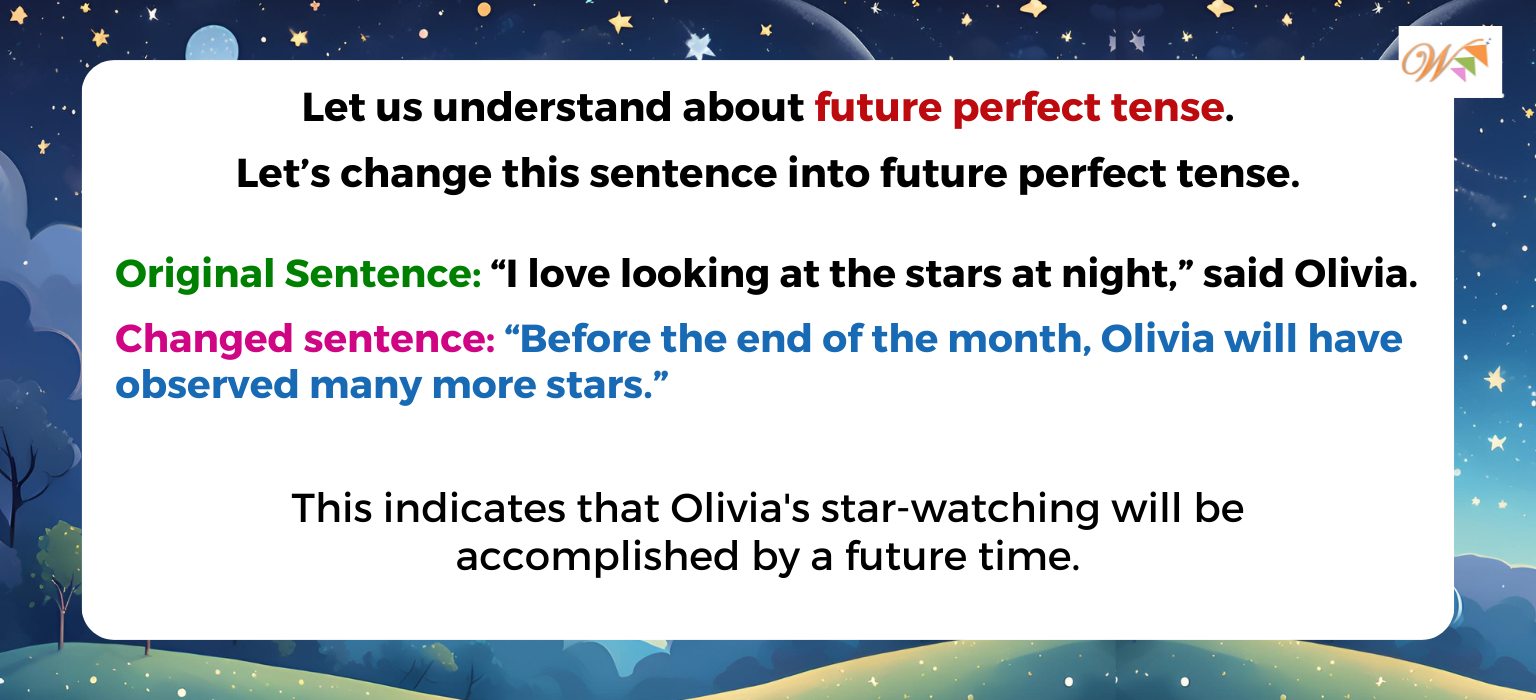 Let us understand about future perfect tense.
Let’s change this sentence into future perfect tense.
Original Sentence: “I love looking at the stars at night,” said Olivia.
Changed sentence: “Before the end of the month, Olivia will have
observed many more stars.”
This indicates that Olivia's star-watching will be
accomplished by a future time.